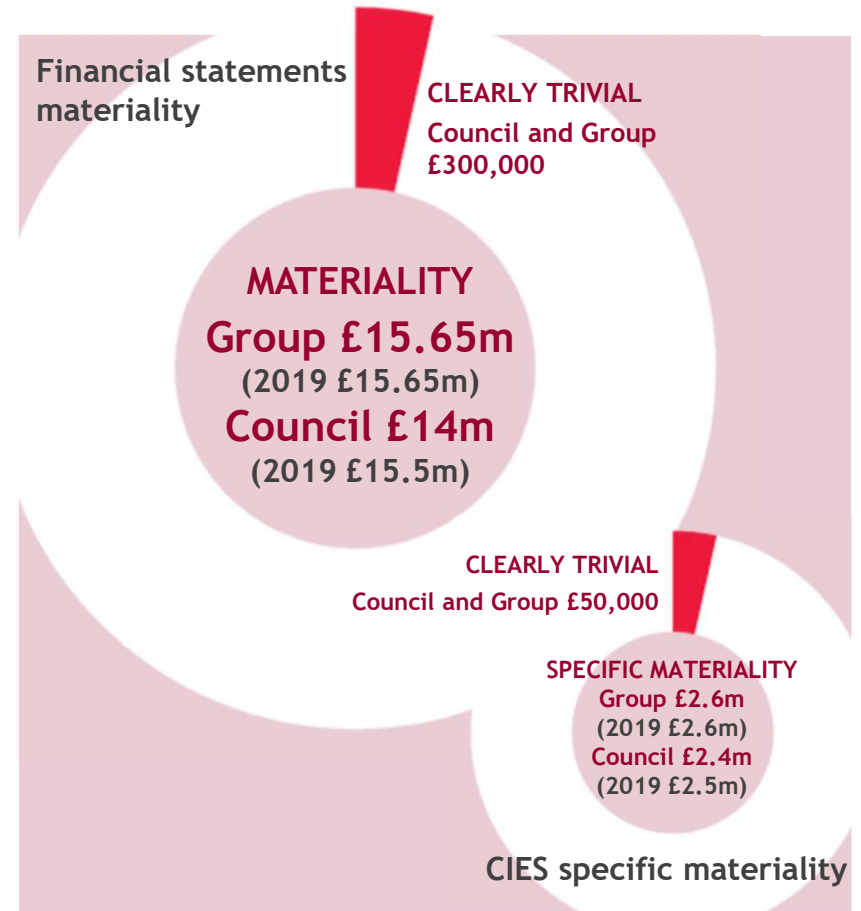 Financial statements
materiality
CLEARLY TRIVIAL
Council and Group
£300,000
MATERIALITY
Group £15.65m
(2019 £15.65m)
Council £14m
(2019 £15.5m)
CLEARLY TRIVIAL
Council and Group £50,000
SPECIFIC MATERIALITY
Group £2.6m
(2019 £2.6m)
Council £2.4m
(2019 £2.5m)
CIES specific materiality